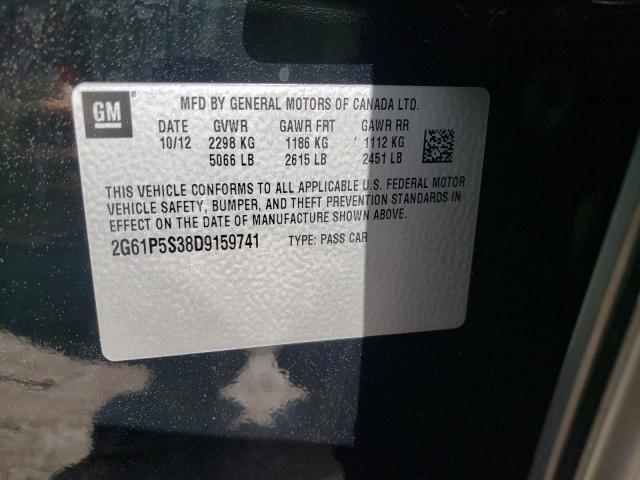 GM ®
MFD BY GENERAL MOTORS OF CANADA LTD.
DATE GVWR GAWR FRT GAWR RR
10/12 2298 KG 1186 KG 1112 KG
5066 LB 2615 LB 2451 LB
THIS VEHICLE CONFORMS TO ALL APPLICABLE U.S. FEDERAL MOTOR
VEHICLE SAFETY, BUMPER, AND THEFT PREVENTION STANDARDS IN
EFFECT ON THE DATE OF MANUFACTURE SHOWN ABOVE.
2G61P5S38D9159741 TYPE: PASS CAR